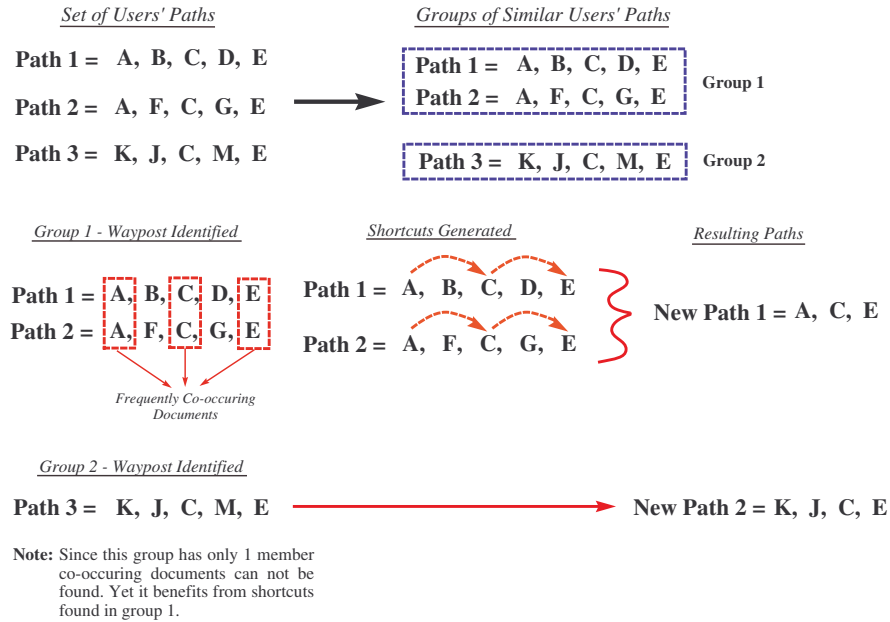 Set of Users' Paths
Path 1 = A, B, C, D, E
Path 2 = A, F, C, G, E
Path 3 = K, J, C, M, E
Groups of Similar Users' Paths
Path 1 = A, B, C, D, E
Path 2 = A, F, C, G, E
Group 1
Path 3 = K, J, C, M, E
Group 2
Group 1 - Waypost Identified
Path 1 = A, B, C, D, E
Path 2 = A, F, C, G, E
Frequently Co-occuring
Documents
Shortcuts Generated
Path 1 = A, B, C, D, E
Path 2 = A, F, C, G, E
Resulting Paths
New Path 1 = A, C, E
Group 2 - Waypost Identified
Path 3 = K, J, C, M, E
New Path 2 = K, J, C, E
Note: Since this group has only 1 member
co-occuring documents can not be
found. Yet it benefits from shortcuts
found in group 1.